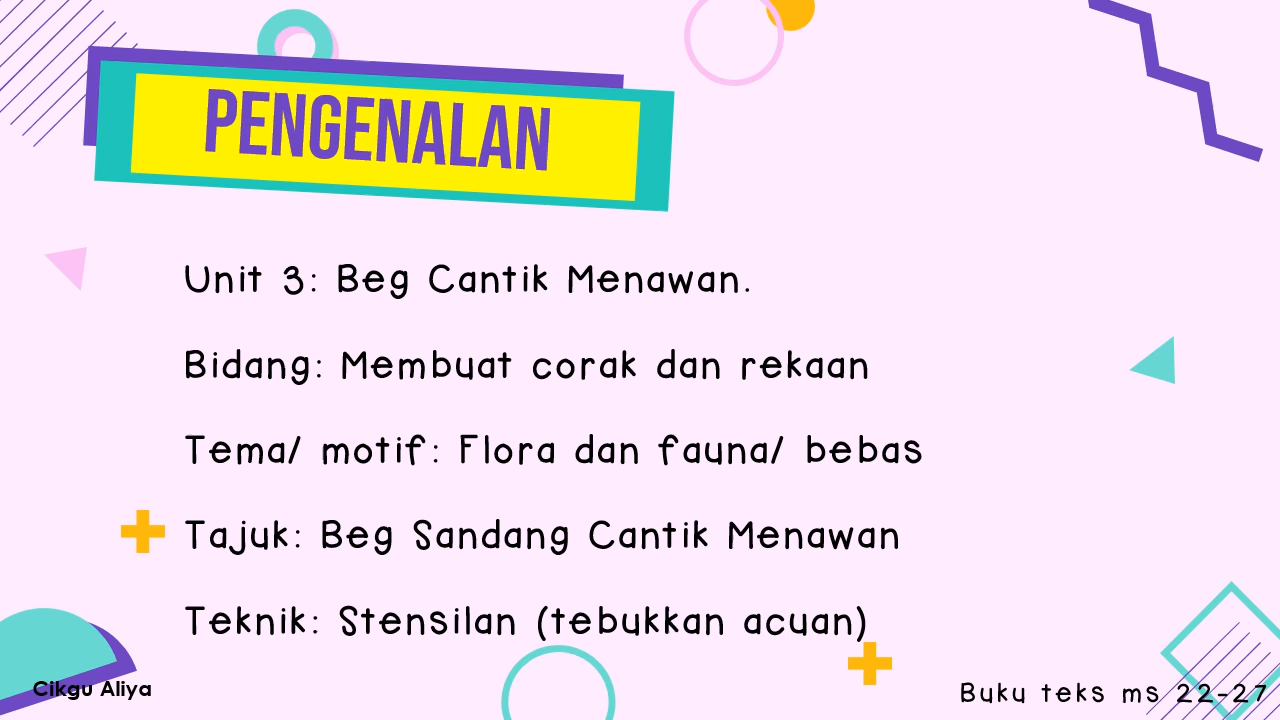 PENGENALAN
Unit 3: Beg Cantik Menawan.
Bidang: Membuat corak dan rekaan
Tema/ motif: Flora dan fauna/ bebas
Tajuk: Beg Sandang Cantik Menawan
Teknik: Stensilan (tebukkan acuan)
Cikgu Aliya
Buku teks ms 22-27